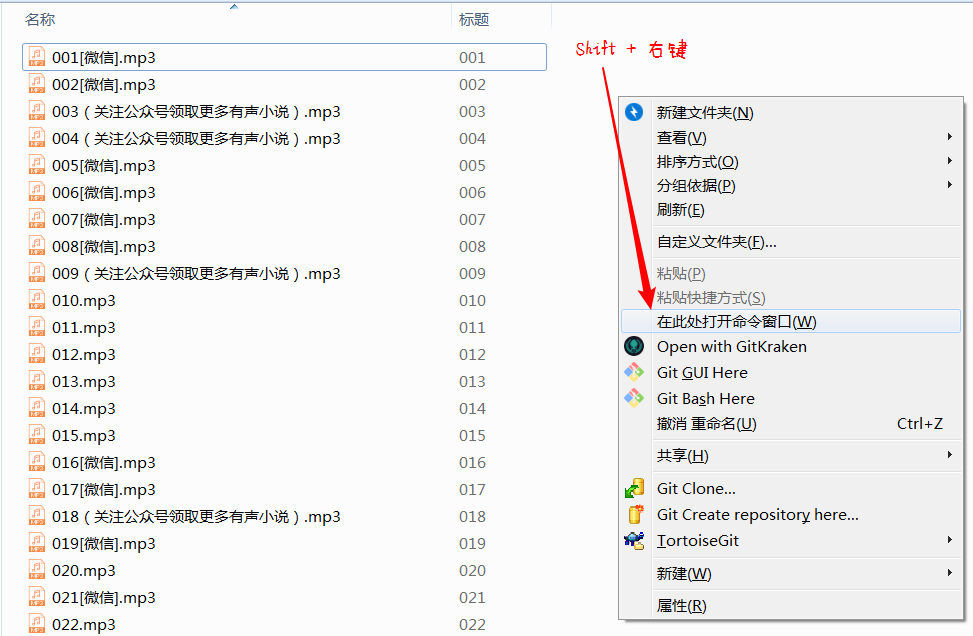 名称 标题
001[微信].mp3 001
002[微信].mp3 002
003（关注公众号领取更多有声小说）.mp3 003
004（关注公众号领取更多有声小说）.mp3 004
005[微信].mp3 005
006[微信].mp3 006
007[微信].mp3 007
008[微信].mp3 008
009（关注公众号领取更多有声小说）.mp3 009
010.mp3 010
011.mp3 011
012.mp3 012
013.mp3 013
014.mp3 014
015.mp3 015
016[微信].mp3 016
017[微信].mp3 017
018（关注公众号领取更多有声小说）.mp3 018
019[微信].mp3 019
020.mp3 020
021[微信].mp3 021
022.mp3 022
Shift + 右键
新建文件夹(N)
查看(V)
排序方式(O)
分组依据(P)
刷新(E)
自定义文件夹(F)...
粘贴(P)
粘贴快捷方式(S)
在此处打开命令窗口(W)
Open with GitKraken
Git GUI Here
Git Bash Here
撤消 重命名(U) Ctrl+Z
共享(H)
Git Clone...
Git Create repository here...
TortoiseGit
新建(W)
属性(R)